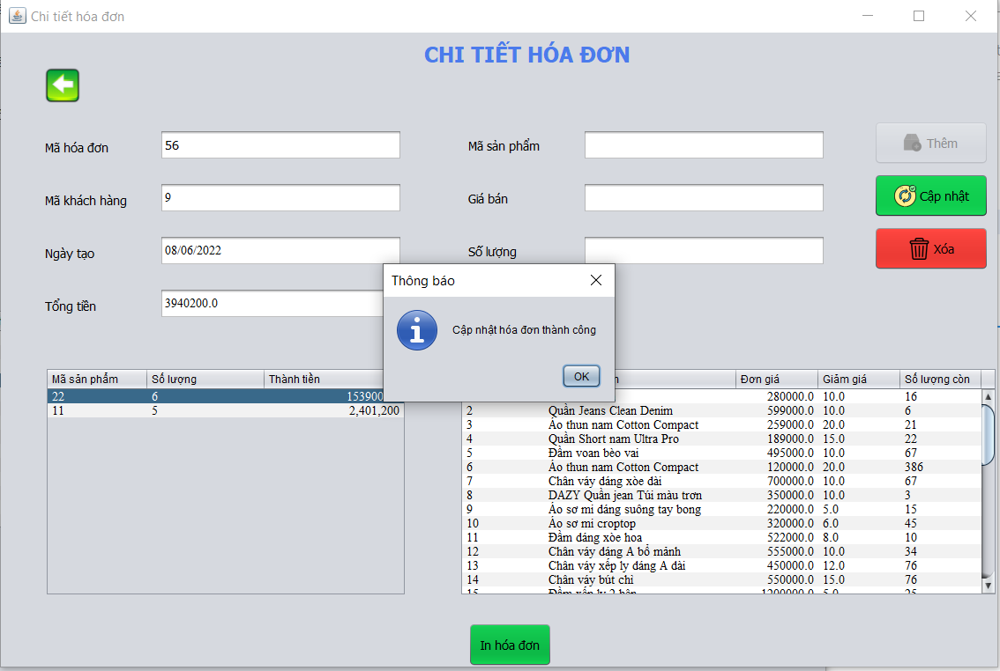 Chi tiết hóa đơn
CHI TIẾT HÓA ĐƠN
Mã hóa đơn 56 Mã sản phẩm Thêm
Mã khách hàng 9 Giá bán Cập nhật
Ngày tạo 08/06/2022 Số lượng Xóa
Tổng tiền 3940200.0
Thông báo
Cập nhật hóa đơn thành công
OK
Mã sản phẩm Số lượng Thành tiền
22 6 153900
11 5 2,401,200
Đơn giá Giảm giá Số lượng còn
280000.0 10.0 16
2 Quần Jeans Clean Denim 599000.0 10.0 6
3 Áo thun nam Cotton Compact 259000.0 20.0 21
4 Quần Short nam Ultra Pro 189000.0 15.0 22
5 Đầm voan bèo vai 495000.0 10.0 67
6 Áo thun nam Cotton Compact 120000.0 20.0 386
7 Chân váy dáng xòe dài 700000.0 10.0 67
8 DAZY Quần jean Túi màu trơn 350000.0 10.0 3
9 Áo sơ mi dáng suông tay bong 220000.0 5.0 15
10 Áo sơ mi croptop 320000.0 6.0 45
11 Đầm dáng xòe hoa 522000.0 8.0 10
12 Chân váy dáng A bổ mảnh 555000.0 10.0 34
13 Chân váy xếp ly dáng A dài 450000.0 12.0 76
14 Chân váy bút chì 550000.0 15.0 76
15 Đầm xếp ly 2 bên 1200000.0 5.0 25
In hóa đơn